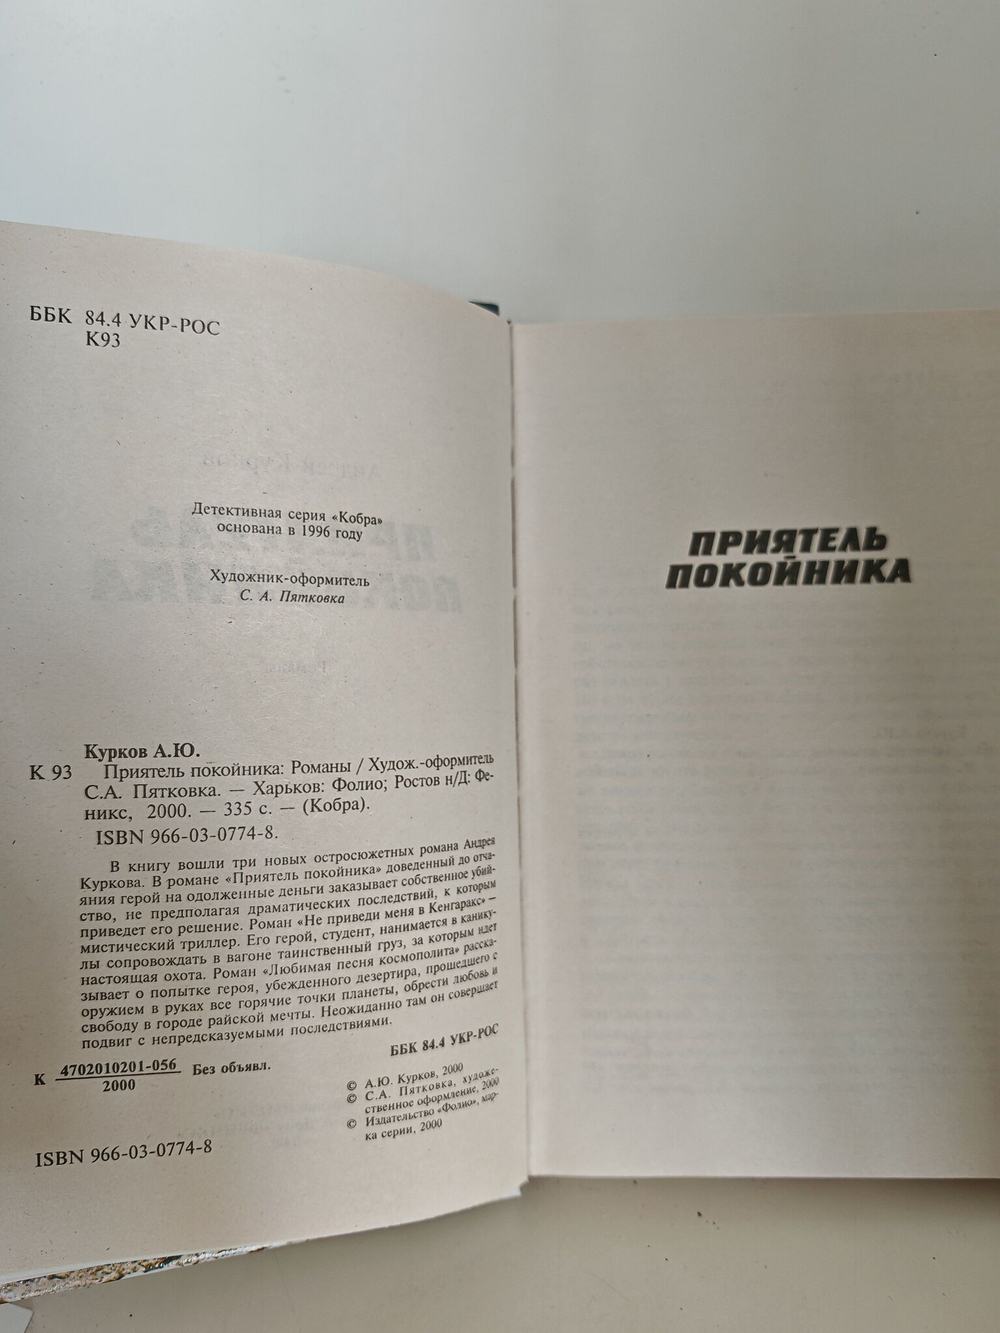 ББК 84.4 УКР-РОС
К93
Детективная серия «Кобра»
основана в 1996 году
Художник-оформитель
С. А. Пятковка
Курков А.Ю.
К 93 Приятель покойника: Романы / Худож.-оформитель
С.А. Пятковка. — Харьков: Фолио; Ростов н/Д: Фе-
никс, 2000. — 335 с. — (Кобра).
ISBN 966-03-0774-8.
В книгу вошли три новых остросюжетных романа Андрея
Куркова. В романе «Приятель покойника» доведенный до отча-
яния герой на одолженные деньги заказывает собственное убий-
ство, не предполагая драматических последствий, к которым
приведет его решение. Роман «Не приведи меня в Кенгаракс» —
мистический триллер. Его герой, студент, нанимается в канику-
лы сопровождать в вагоне таинственный груз, за которым идет
настоящая охота. Роман «Любимая песня космополита» расска-
зывает о попытке героя, убежденного дезертира, прошедшего с
оружием в руках все горячие точки планеты, обрести любовь и
свободу в городе райской мечты. Неожиданно там он совершает
подвиг с непредсказуемыми последствиями.
ББК 84.4 УКР-РОС
К 4702010201-056 Без объявл.
2000
© А.Ю. Курков, 2000
© С.А. Пятковка, художе-
ственное оформление, 2000
© Издательство «Фолио», мар-
ка серии, 2000
ISBN 966-03-0774-8
ПРИЯТЕЛЬ
ПОКОЙНИКА